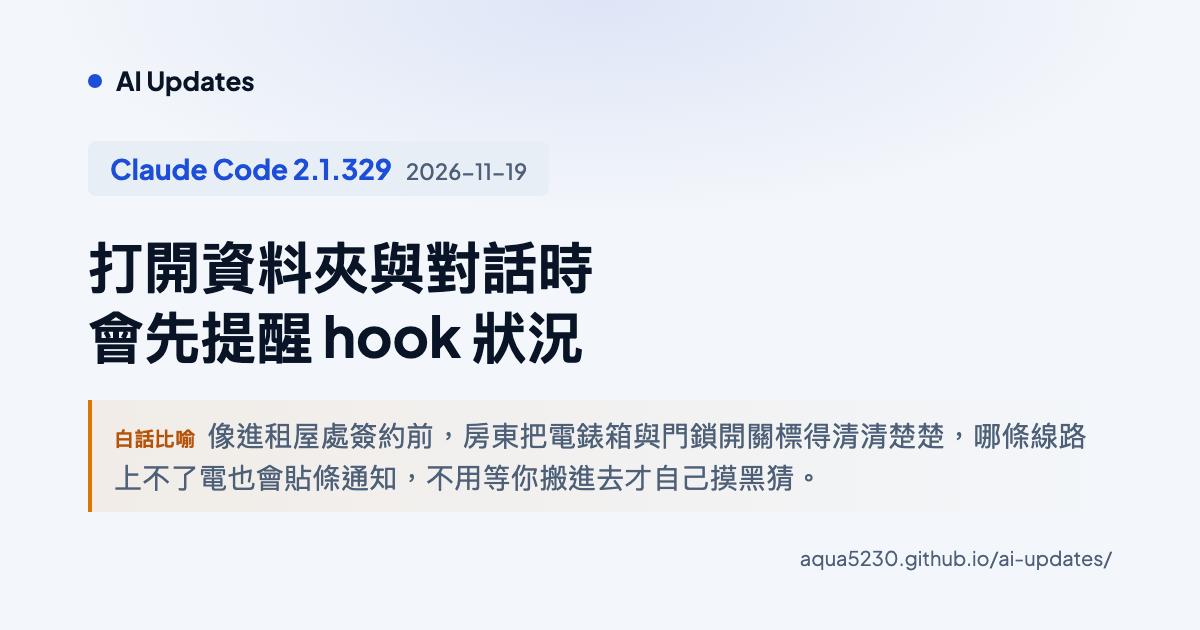 AI Updates
Claude Code 2.1.329 2026-11-19
打開資料夾與對話時
會先提醒 hook 狀況
白話比喻 像進租屋處簽約前，房東把電錶箱與門鎖開關標得清清楚楚，哪條線路
上不了電也會貼條通知，不用等你搬進去才自己摸黑猜。
aqua5230.github.io/ai-updates/